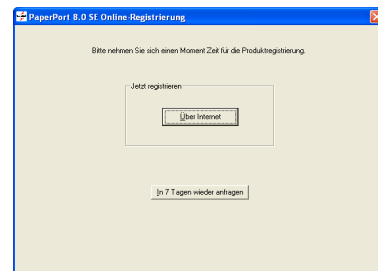 PaperPort 8.0 SE Online-Registrierung
Bitte nehmen Sie sich einen Moment Zeit für die Produktregistrierung.
Jetzt registrieren
Über Internet
In 7 Tagen wieder anfragen